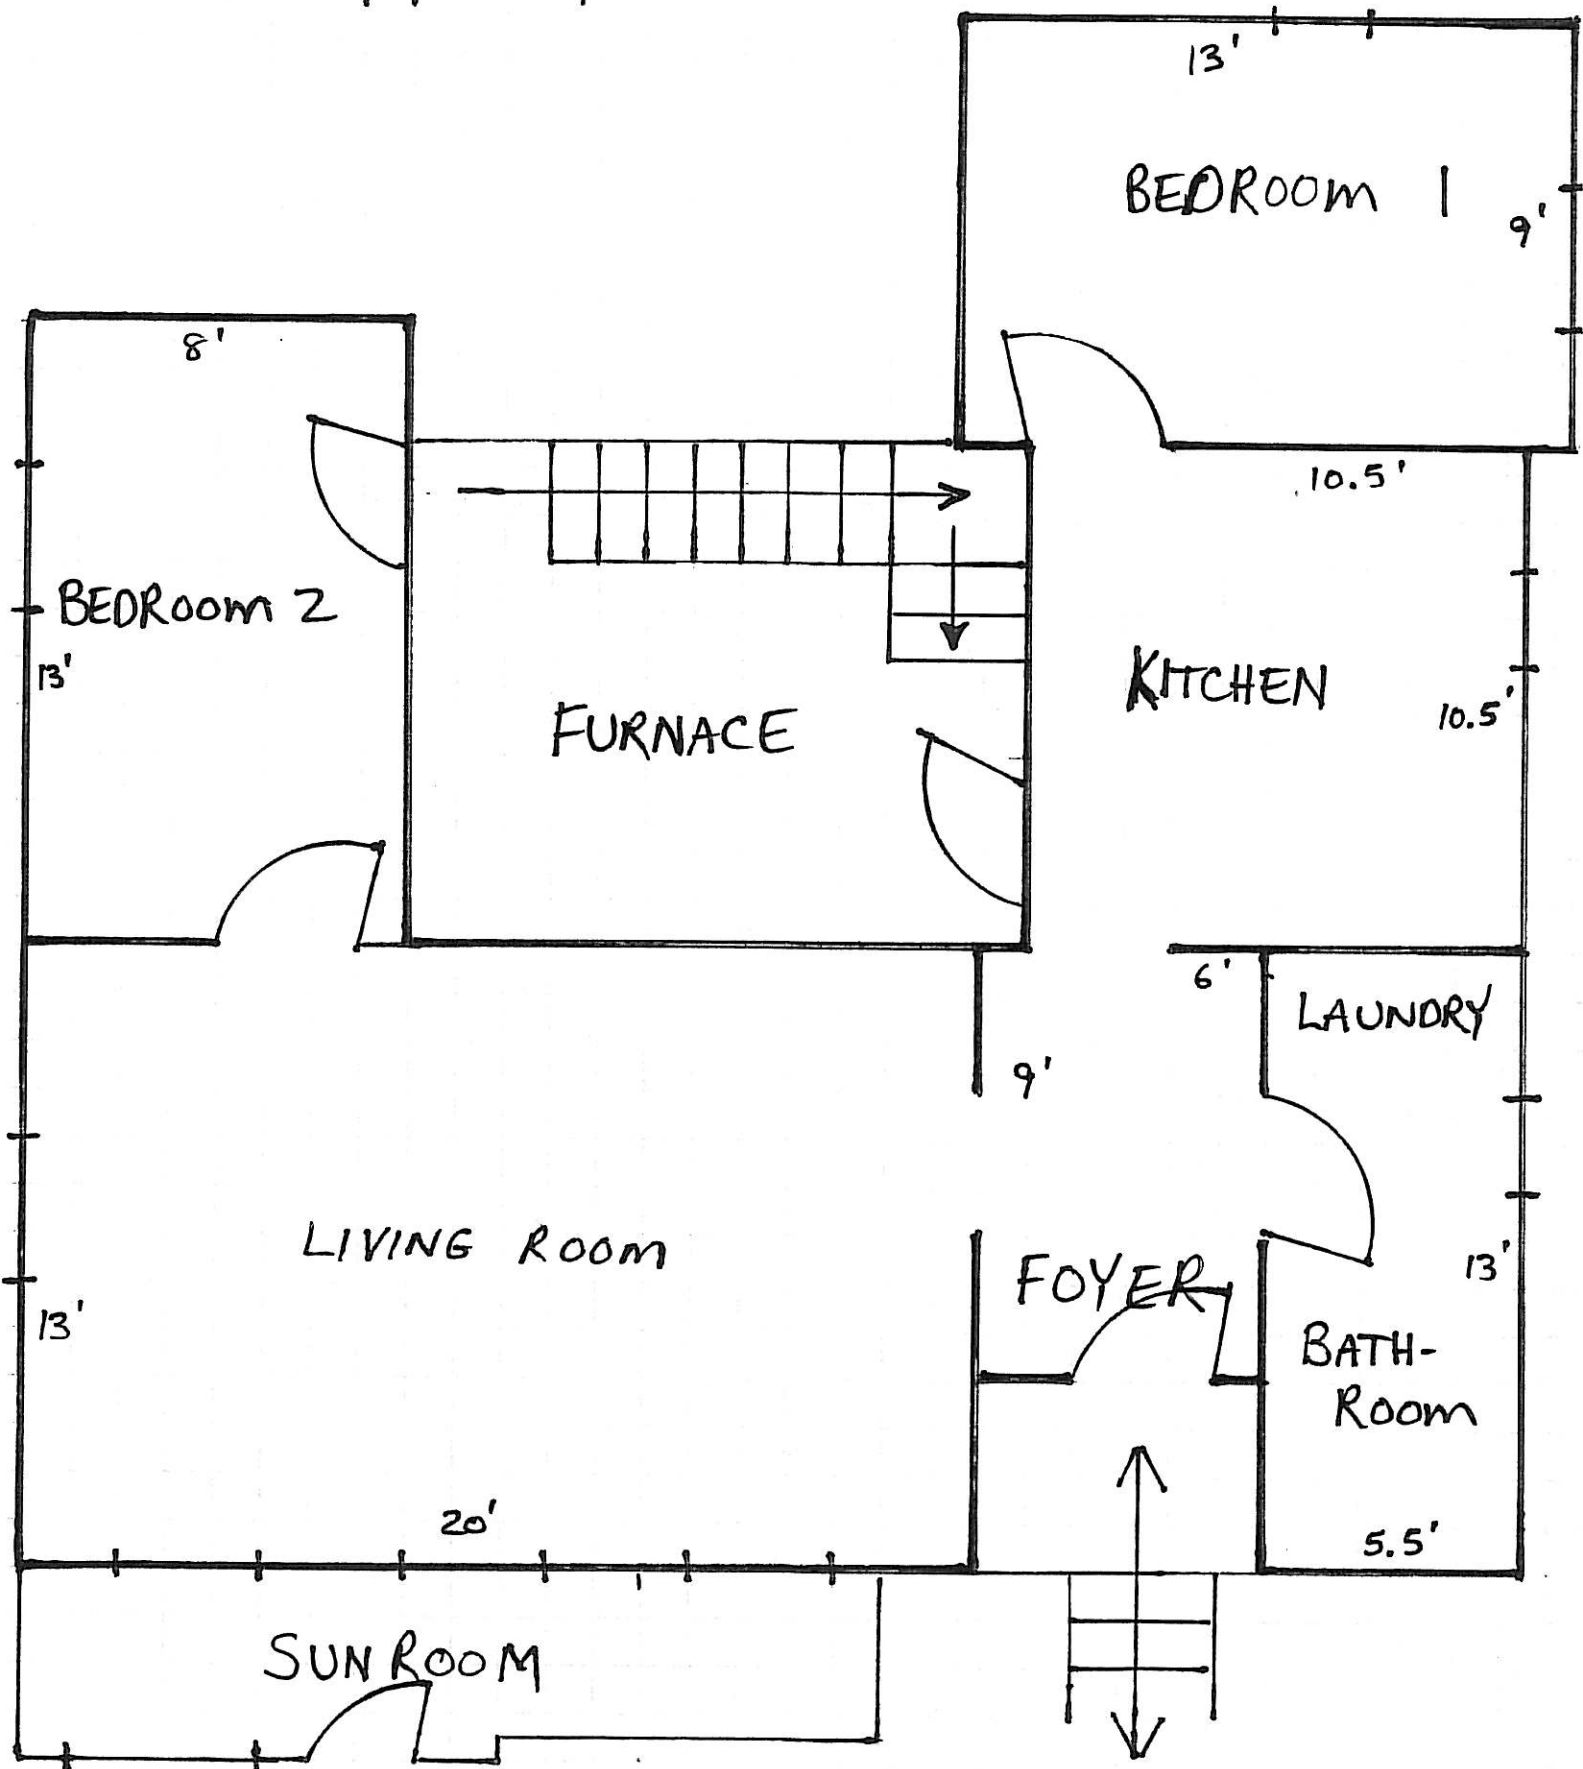 13'
BEDROOM 1
9'
8'
10.5'
BEDROOM 2
13'
KITCHEN
10.5'
FURNACE
6'
LAUNDRY
9'
LIVING ROOM
13'
FOYER
13'
BATH-
ROOM
20'
5.5'
SUNROOM